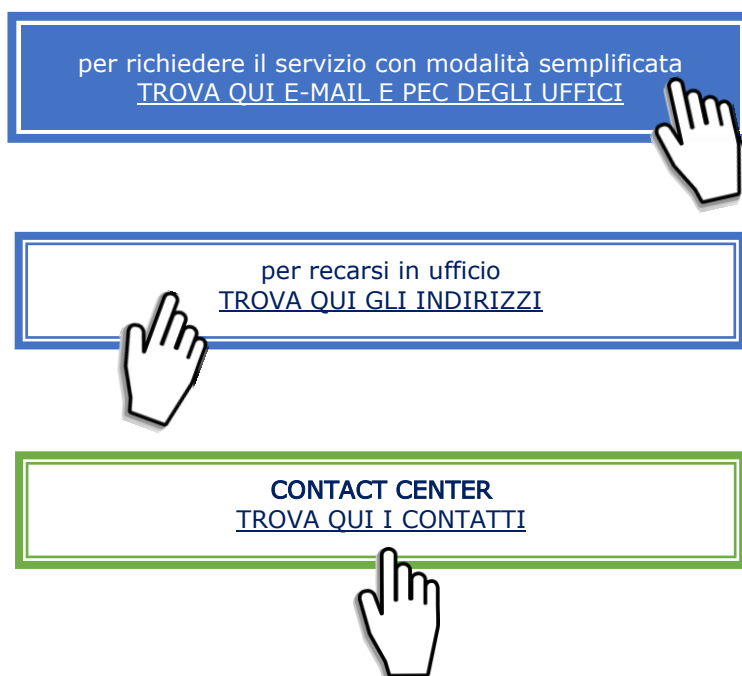 per richiedere il servizio con modalità semplificata
TROVA QUI E-MAIL E PEC DEGLI UFFICI
per recarsi in ufficio
TROVA QUI GLI INDIRIZZI
CONTACT CENTER
TROVA QUI I CONTATTI